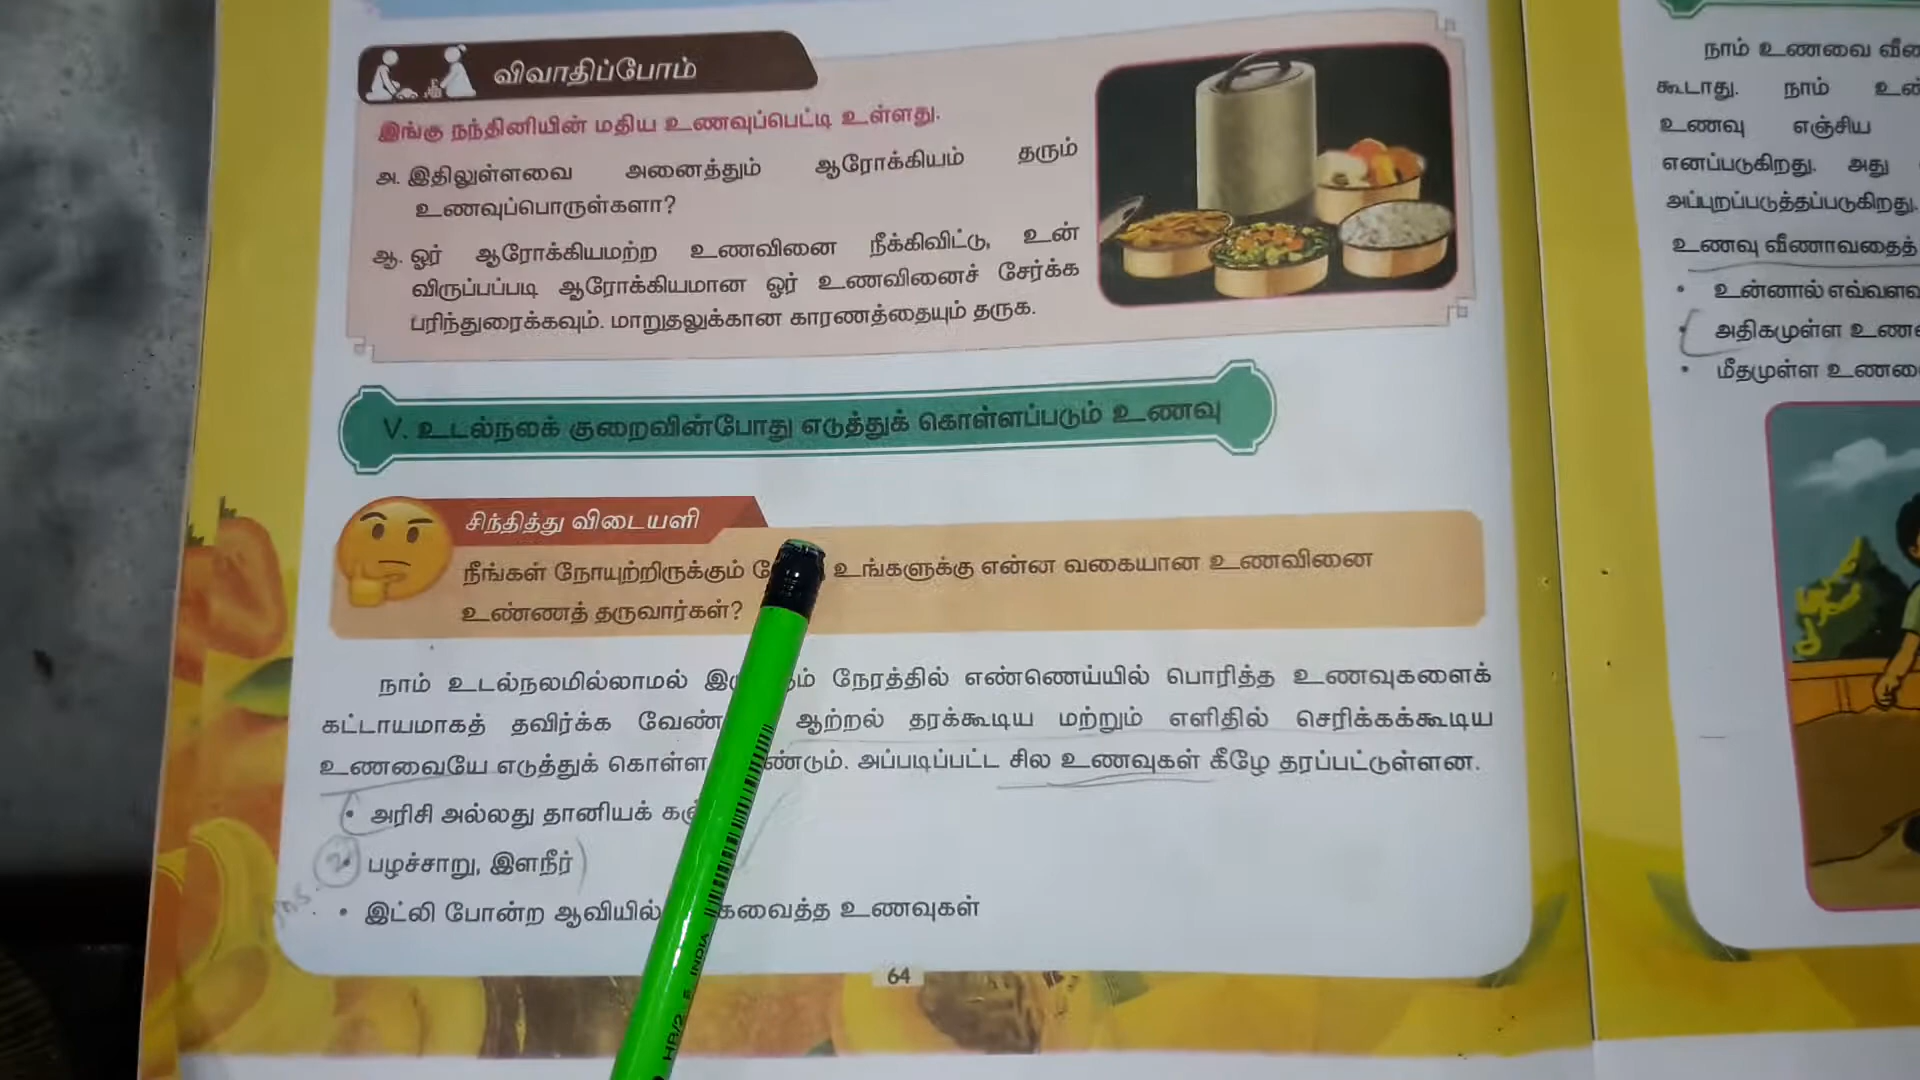 விவாதிப்போம்
இங்கு நந்தினியின் மதிய உணவுப்பெட்டி உள்ளது.
அ. இதிலுள்ளவை அனைத்தும் ஆரோக்கியம் தரும்
உணவுப்பொருள்களா?
ஆ. ஓர் ஆரோக்கியமற்ற உணவினை நீக்கிவிட்டு, உன்
விருப்பப்படி ஆரோக்கியமான ஓர் உணவினைச் சேர்க்க
பரிந்துரைக்கவும். மாறுதலுக்கான காரணத்தையும் தருக.
V. உடல்நலக் குறைவின்போது எடுத்துக் கொள்ளப்படும் உணவு
சிந்தித்து விடையளி
நீங்கள் நோயுற்றிருக்கும் உங்களுக்கு என்ன வகையான உணவினை
உண்ணத் தருவார்கள்?
நாம் உடல்நலமில்லாமல் நேரத்தில் எண்ணெய்யில் பொரித்த உணவுகளைக்
கட்டாயமாகத் தவிர்க்க ஆற்றல் தரக்கூடிய மற்றும் எளிதில் செரிக்கக்கூடிய
உணவையே எடுத்துக் கொள்ள அப்படிப்பட்ட சில உணவுகள் கீழே தரப்பட்டுள்ளன.
• அரிசி அல்லது தானியக்
• பழச்சாறு, இளநீர்
• இட்லி போன்ற ஆவியில் உணவுகள்
64
HB/2 INDIA
நாம் உணவை
கூடாது. நாம்
உணவு எஞ்சிய
எனப்படுகிறது. அது
அப்புறப்படுத்தப்படுகிறது.
உணவு வீணாவதைத்
• உன்னால்
• அதிகமுள்ள
• மீதமுள்ள